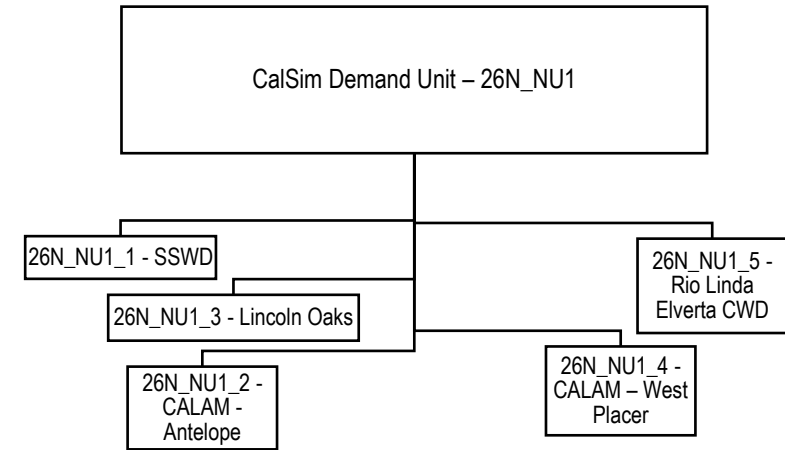 CalSim Demand Unit – 26N_NU1
26N_NU1_1 - SSWD
26N_NU1_3 - Lincoln Oaks
26N_NU1_2 -
CALAM -
Antelope
26N_NU1_4 -
CALAM – West
Placer
26N_NU1_5 -
Rio Linda
Elverta CWD